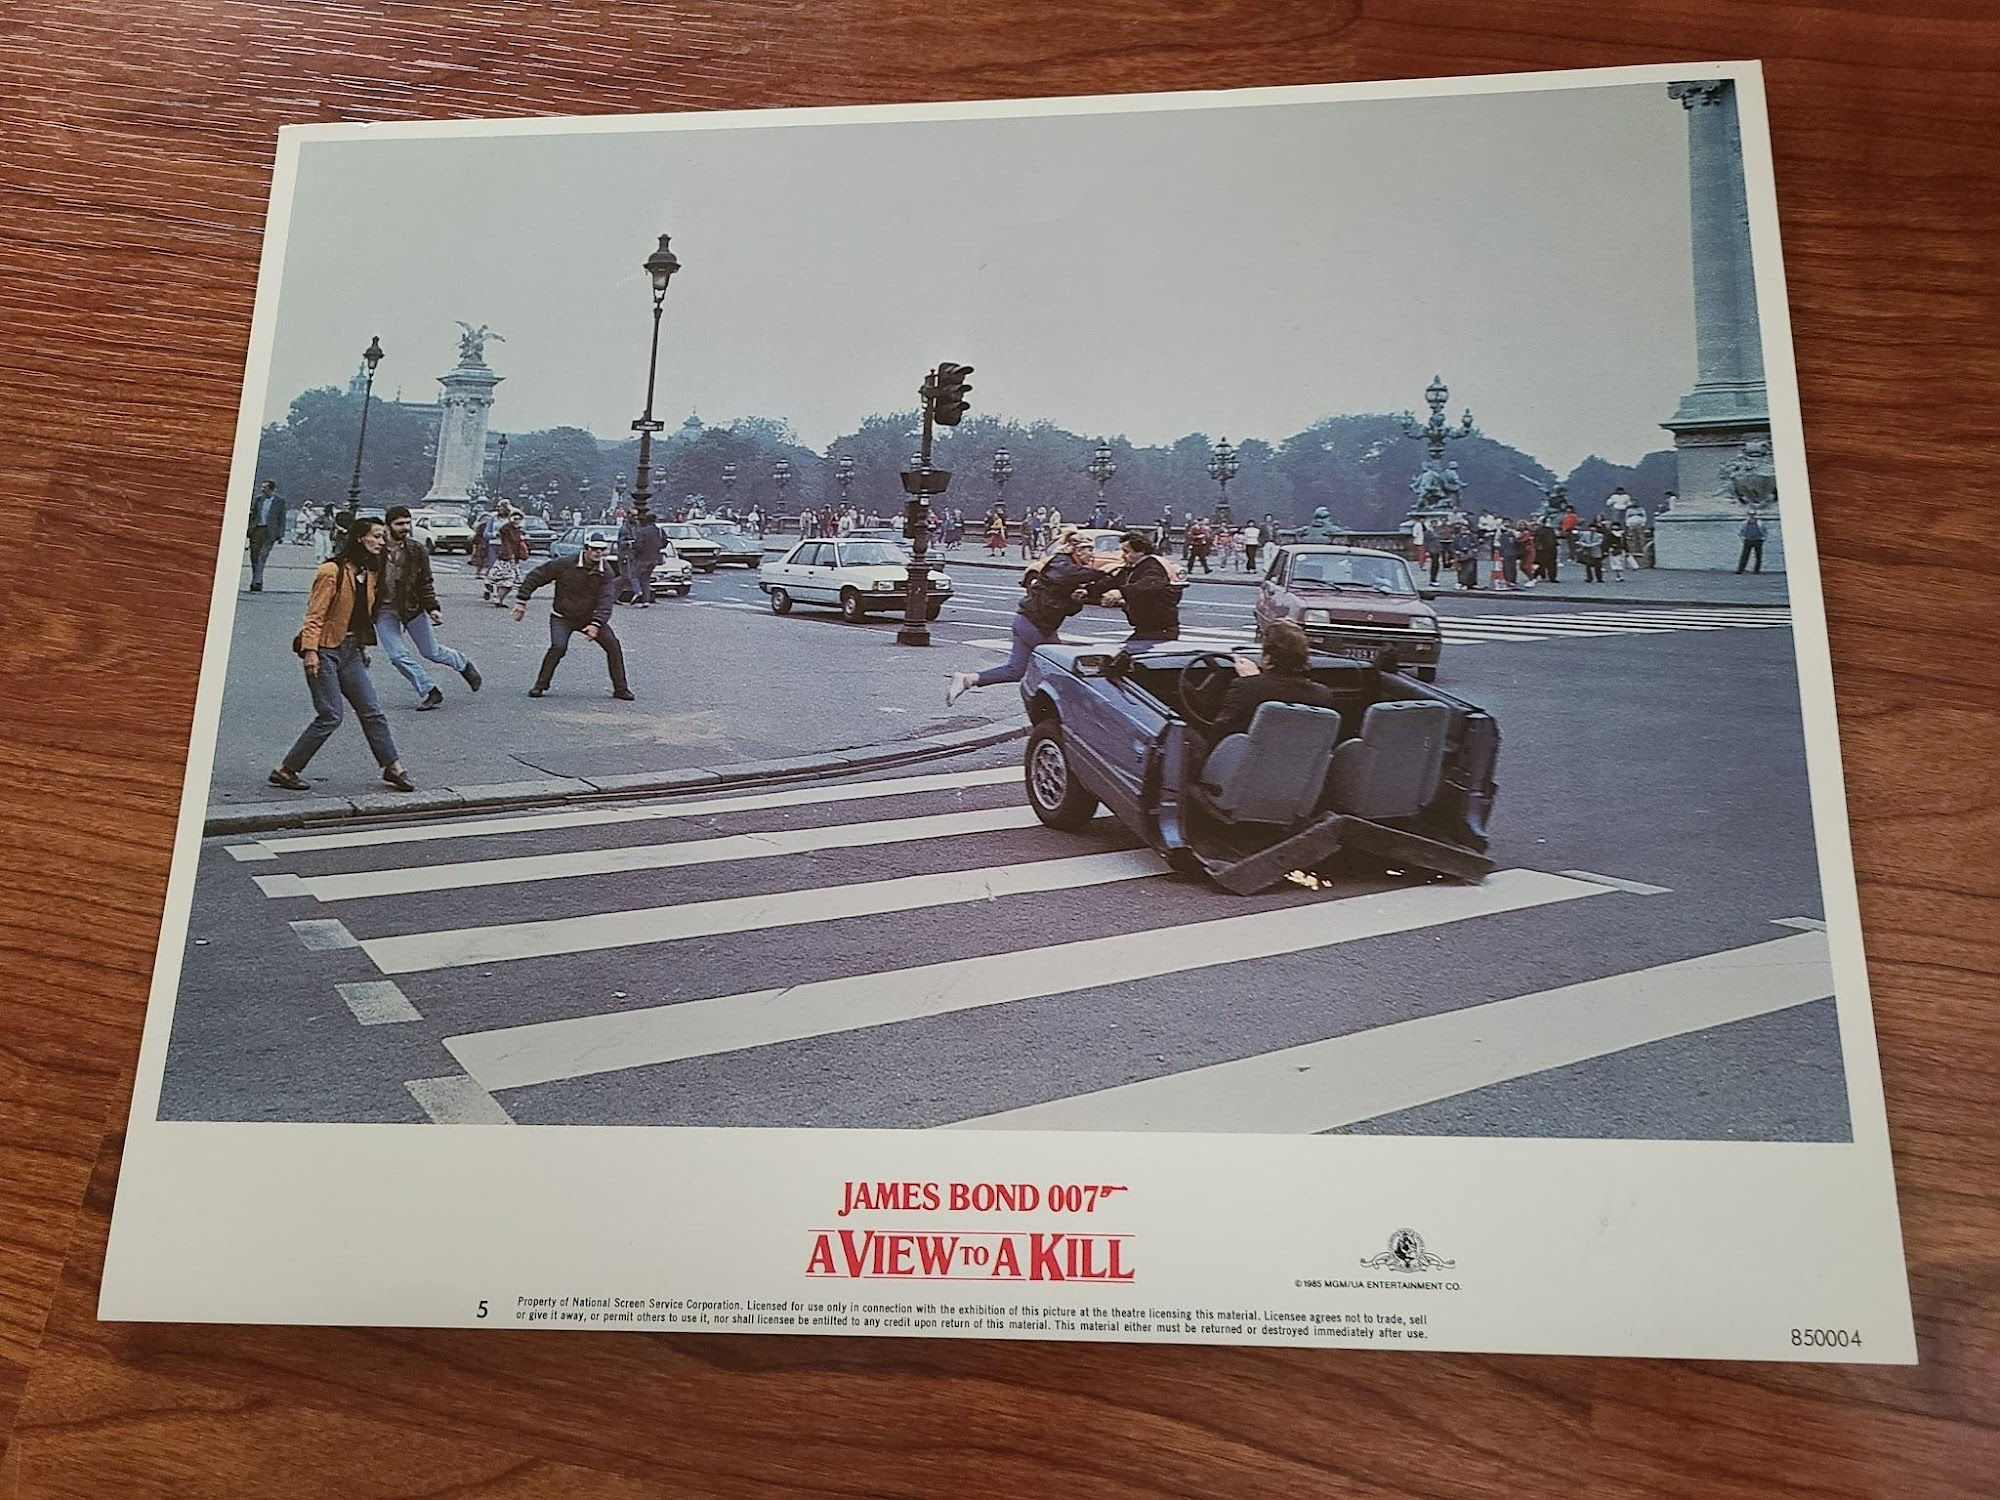 JAMES BOND 007
A VIEW TO A KILL
© 1985 MGM/UA ENTERTAINMENT CO.
5
Property of National Screen Service Corporation. Licensed for use only in connection with the exhibition of this picture at the theatre licensing this material. Licensee agrees not to trade, sell
or give it away, or permit others to use it, nor shall licensee be entilted to any credit upon return of this material. This material either must be returned or destroyed immediately after use.
850004